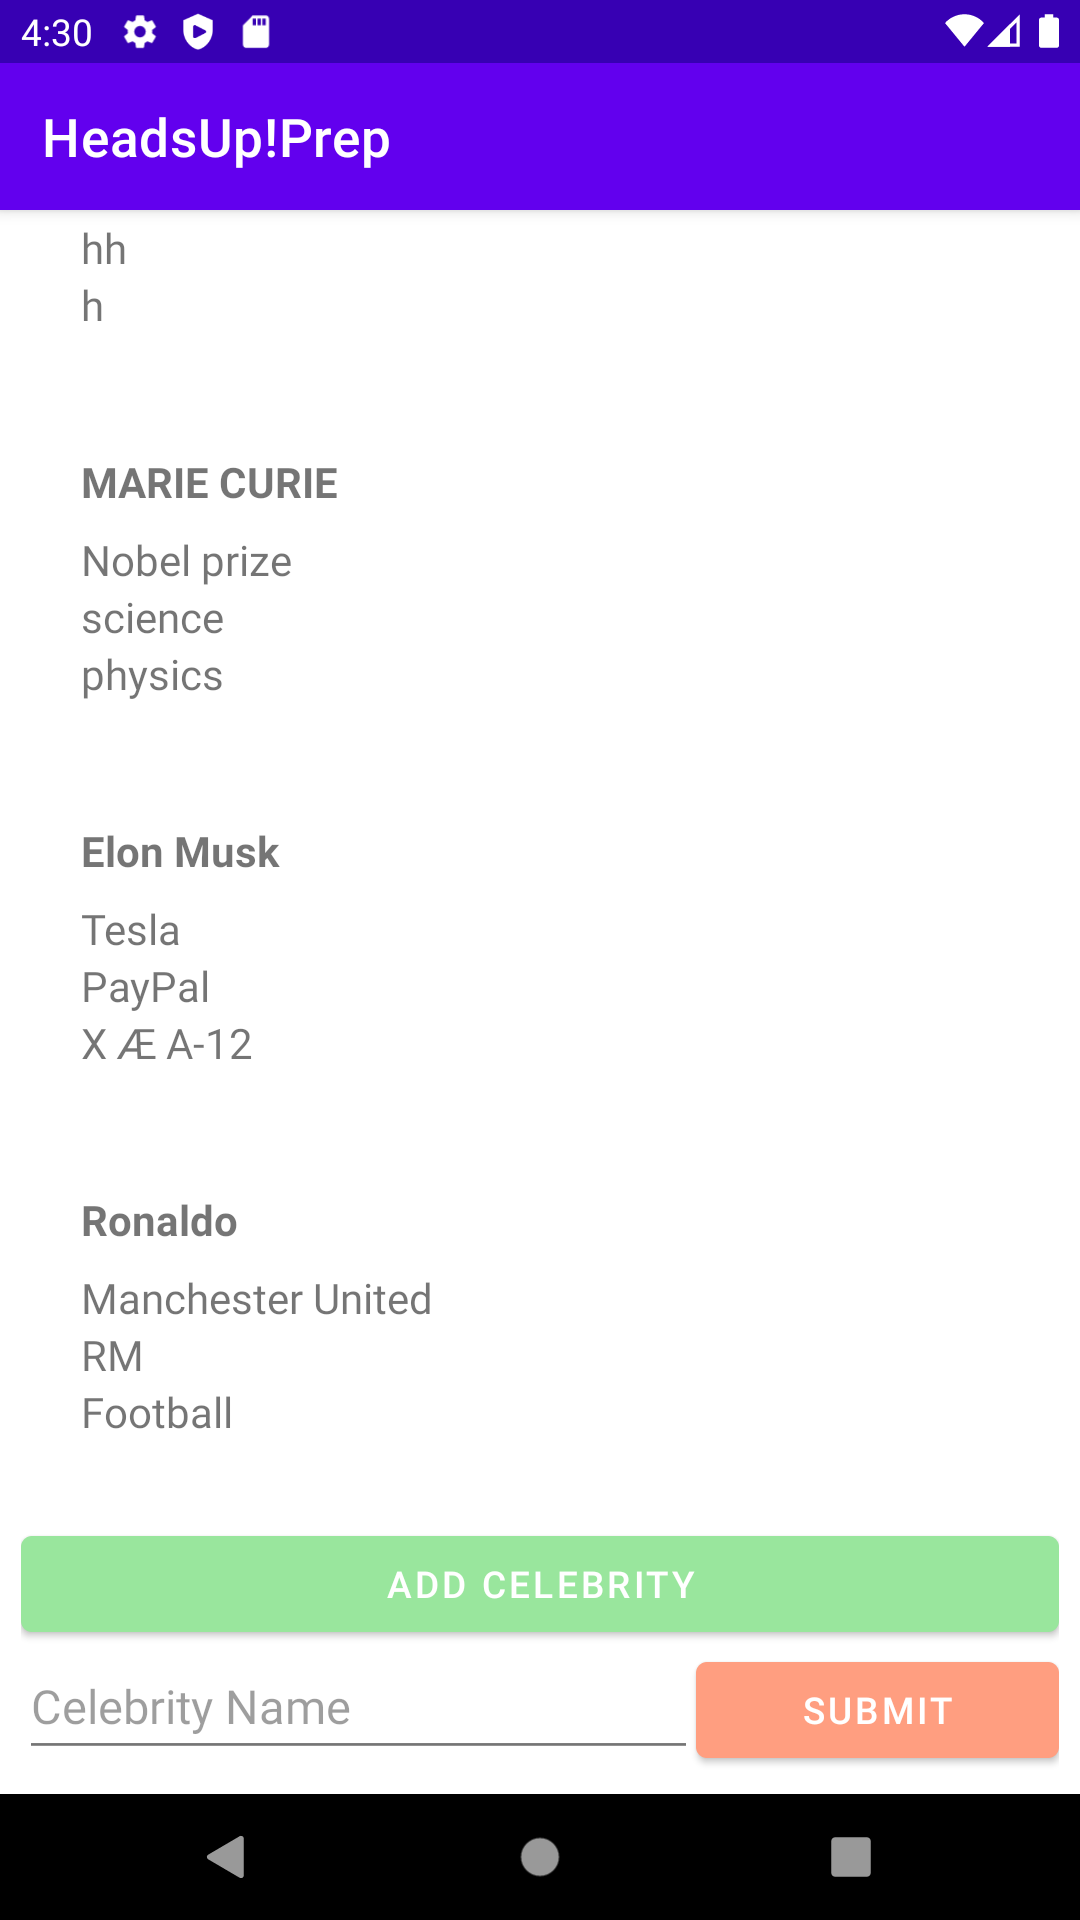 4:30
HeadsUp!Prep
hh
h
MARIE CURIE
Nobel prize
science
physics
Elon Musk
Tesla
PayPal
X Æ A-12
Ronaldo
Manchester United
RM
Football
ADD CELEBRITY
Celebrity Name
SUBMIT